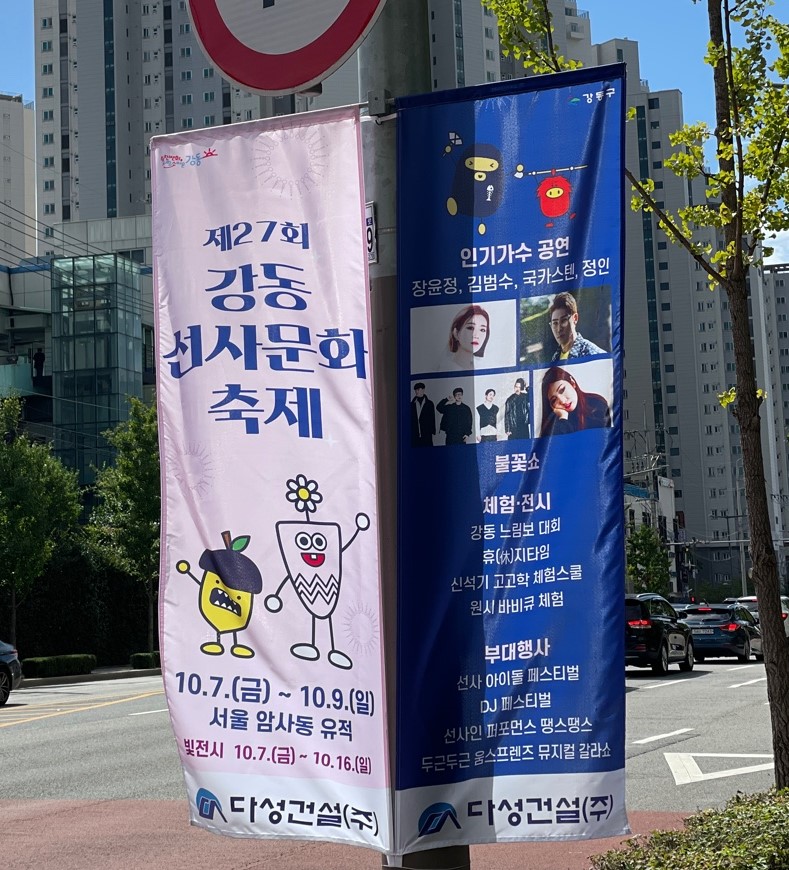 강동
제27회
강동
선사문화
축제
10.7.(금) ~ 10.9.(일)
서울 암사동 유적
빛전시 10.7.(금) ~ 10.16.(일)
다성건설(주)
9
강동구
인기가수 공연
장윤정, 김범수, 국카스텐, 정인
불꽃쇼
체험·전시
강동 느림보 대회
휴(休)지타임
신석기 고고학 체험스쿨
원시 바비큐 체험
부대행사
선사 아이돌 페스티벌
DJ 페스티벌
선사인 퍼포먼스 땡스땡스
두근두근 움스프렌즈 뮤지컬 갈라쇼
다성건설(주)